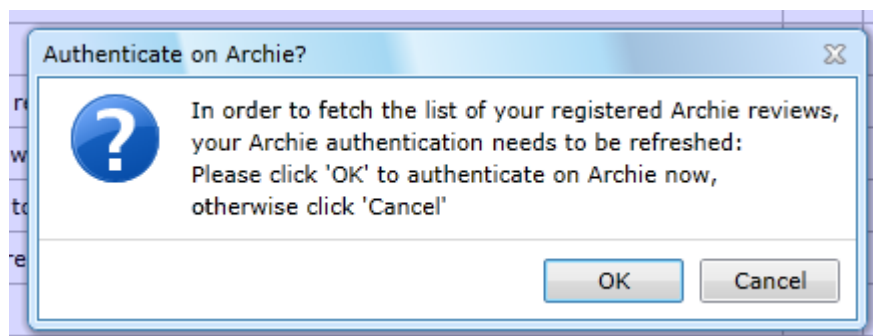 Authenticate on Archie?
In order to fetch the list of your registered Archie reviews,
your Archie authentication needs to be refreshed:
Please click 'OK' to authenticate on Archie now,
otherwise click 'Cancel'
OK
Cancel